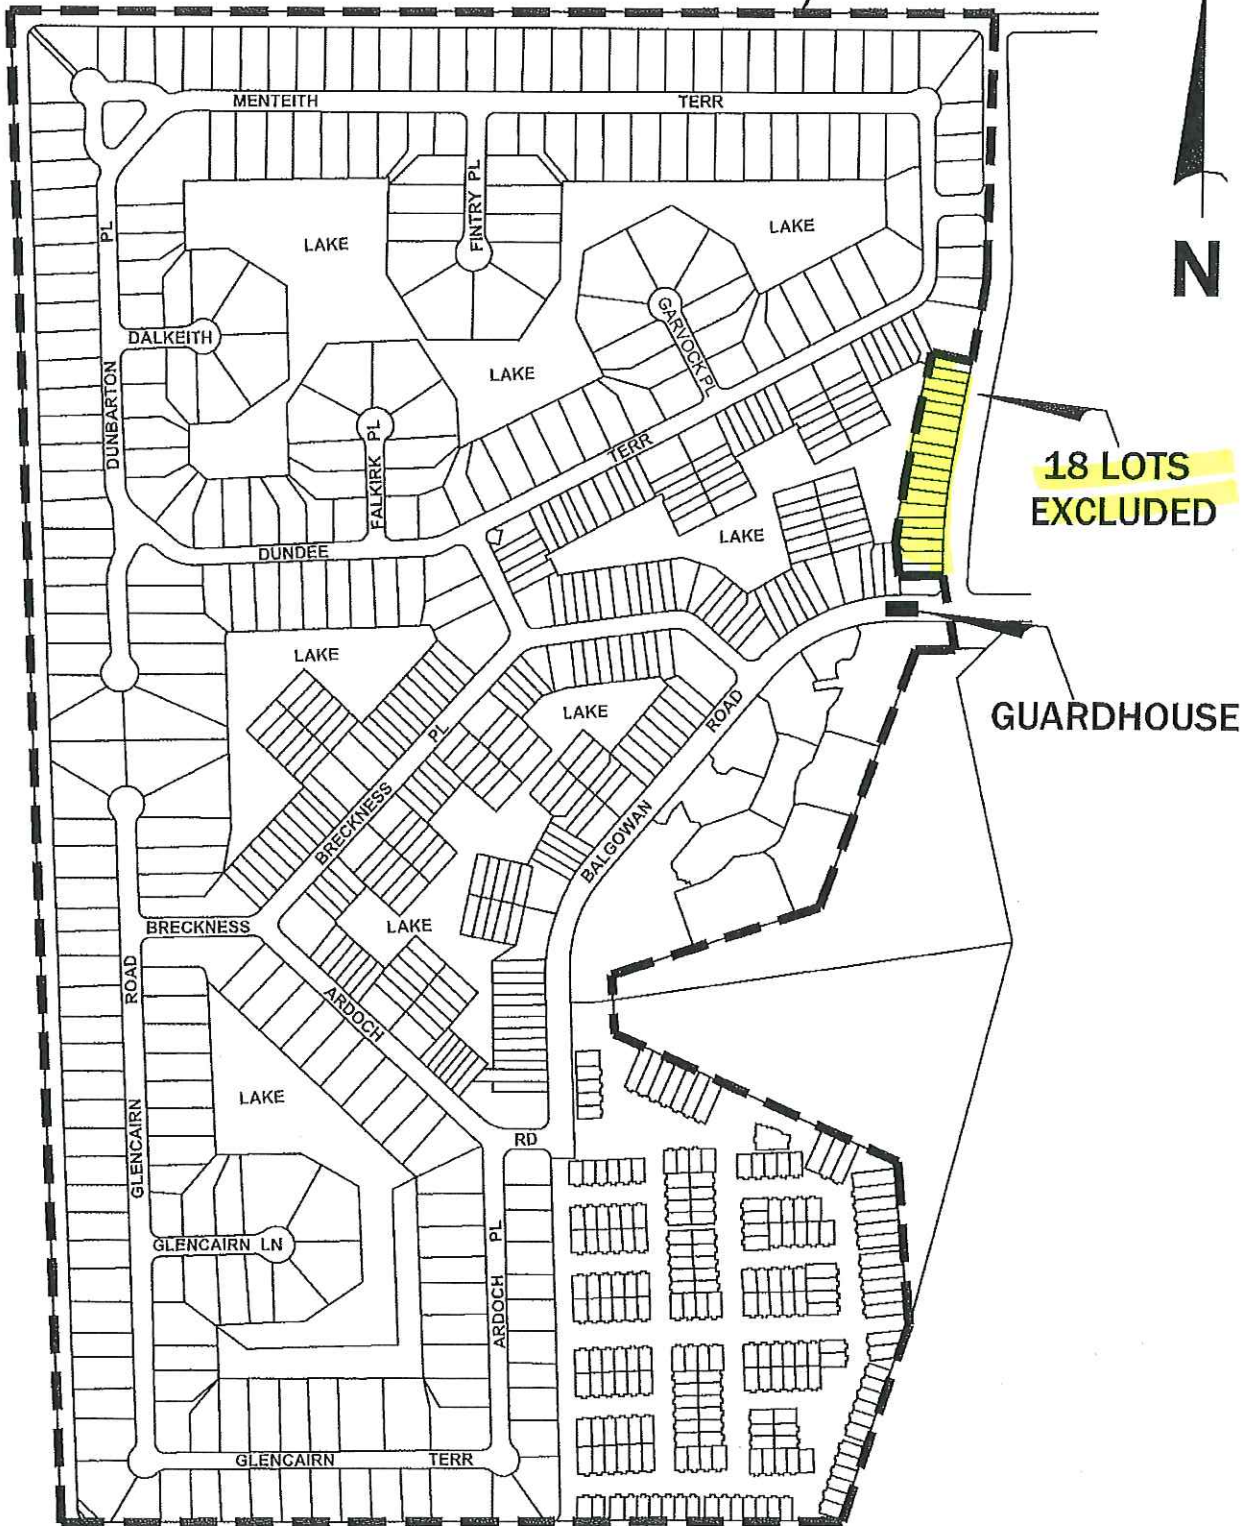 MENTEITH TERR
PL
FINTRY PL
LAKE
LAKE
N
GARVOCK PL
DALKEITH
LAKE
DUNBARTON
FALKIRK PL
TERR
18 LOTS
EXCLUDED
LAKE
DUNDEE
LAKE
GUARDHOUSE
LAKE
ROAD
PL
BRECKNESS
BALGOWAN
BRECKNESS
LAKE
ROAD
ARDOCH
LAKE
GLENCAIRN
RD
PL
GLENCAIRN LN
ARDOCH
GLENCAIRN TERR